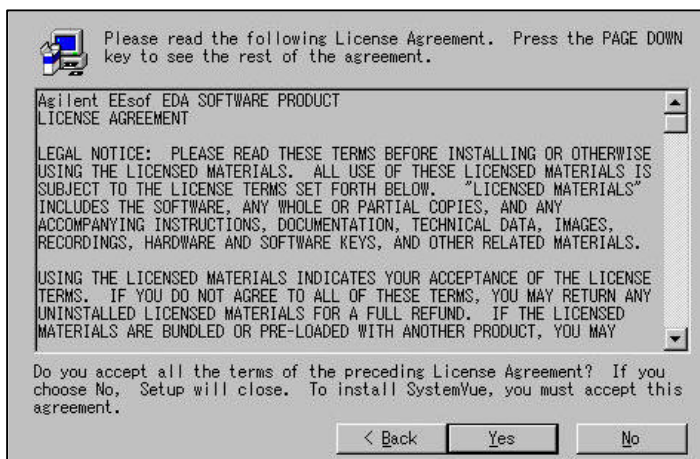 Please read the following License Agreement.  Press the PAGE DOWN
key to see the rest of the agreement.
Agilent EEsof EDA SOFTWARE PRODUCT
LICENSE AGREEMENT
LEGAL NOTICE:  PLEASE READ THESE TERMS BEFORE INSTALLING OR OTHERWISE
USING THE LICENSED MATERIALS.  ALL USE OF THESE LICENSED MATERIALS IS
SUBJECT TO THE LICENSE TERMS SET FORTH BELOW.   "LICENSED MATERIALS"
INCLUDES THE SOFTWARE, ANY WHOLE OR PARTIAL COPIES, AND ANY
ACCOMPANYING INSTRUCTIONS, DOCUMENTATION, TECHNICAL DATA, IMAGES,
RECORDINGS, HARDWARE AND SOFTWARE KEYS, AND OTHER RELATED MATERIALS.
USING THE LICENSED MATERIALS INDICATES YOUR ACCEPTANCE OF THE LICENSE
TERMS.  IF YOU DO NOT AGREE TO ALL OF THESE TERMS, YOU MAY RETURN ANY
UNINSTALLED LICENSED MATERIALS FOR A FULL REFUND.  IF THE LICENSED
MATERIALS ARE BUNDLED OR PRE-LOADED WITH ANOTHER PRODUCT, YOU MAY
Do you accept all the terms of the preceding License Agreement?  If you
choose No,  Setup will close.  To install SystemVue, you must accept this
agreement.
< Back
Yes
No